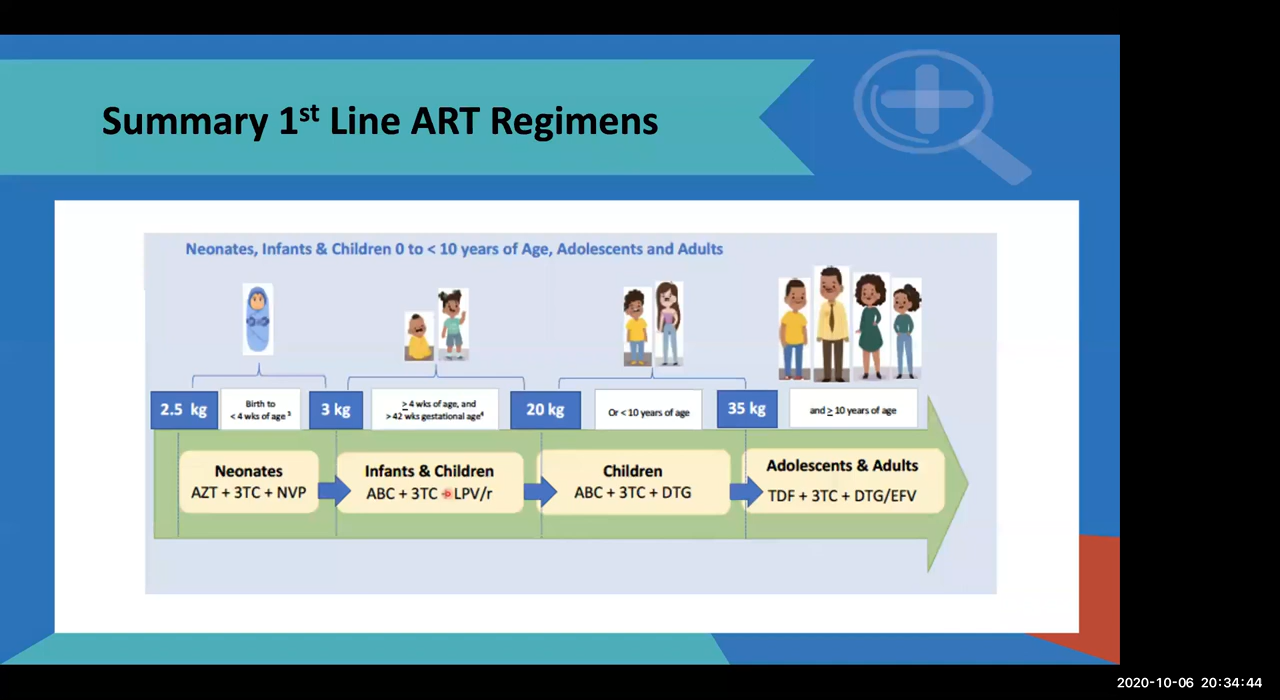 Summary 1st Line ART Regimens
Neonates, Infants & Children 0 to < 10 years of Age, Adolescents and Adults
2.5 kg
Birth to
< 4 wks of age ³
3 kg
≥ 4 wks of age, and
> 42 wks gestational age⁴
20 kg
Or < 10 years of age
35 kg
and ≥ 10 years of age
Neonates
AZT + 3TC + NVP
Infants & Children
ABC + 3TC + LPV/r
Children
ABC + 3TC + DTG
Adolescents & Adults
TDF + 3TC + DTG/EFV
2020-10-06 20:34:44